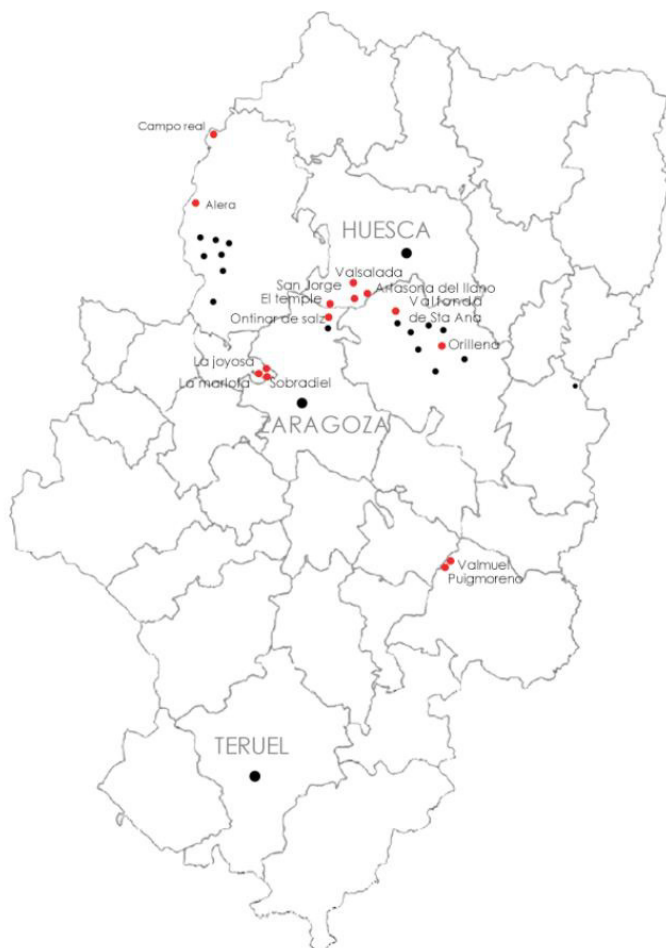 Campo real
Alera
HUESCA
Valsalada
San Jorge
Artasona del llano
El temple
Valfonda
de Sta Ana
Ontinar de salz
Orillena
La joyosa
La marlofa
Sobradiel
ZARAGOZA
Valmuel
Puigmoreno
TERUEL